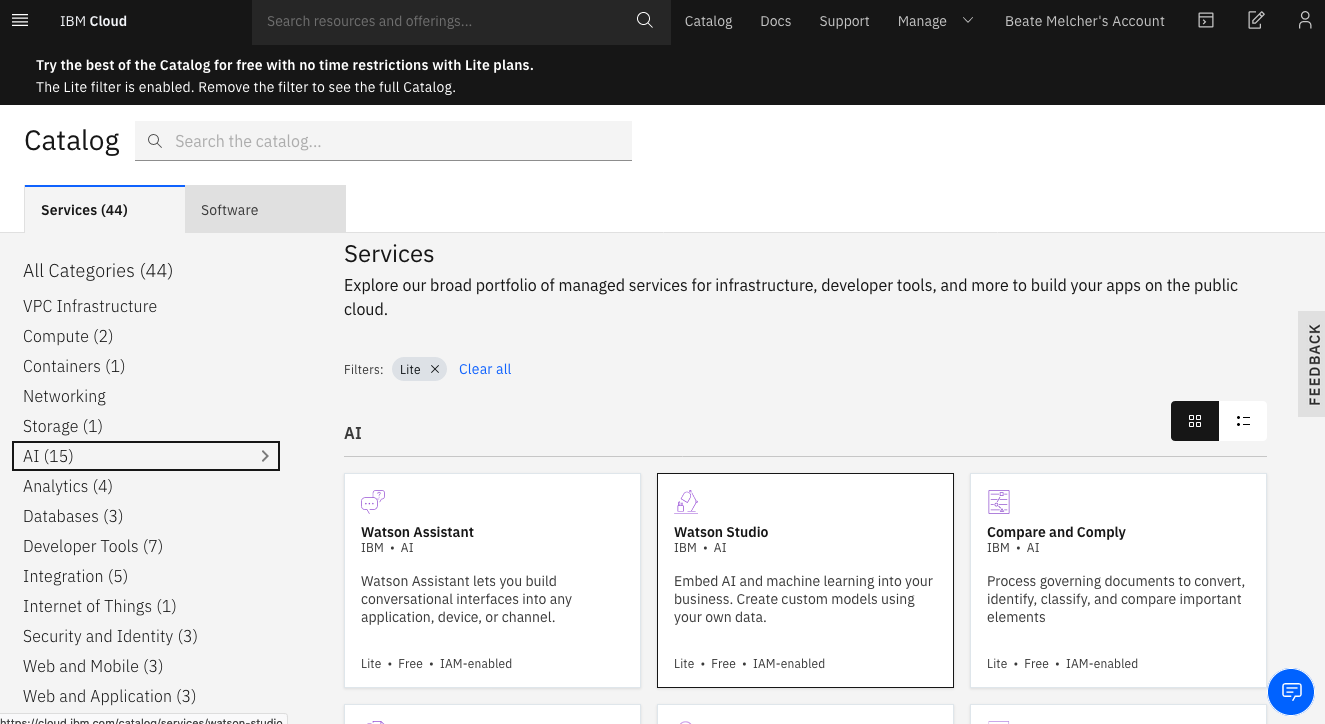 IBM Cloud
Search resources and offerings...
Catalog
Docs
Support
Manage
Beate Melcher's Account
Try the best of the Catalog for free with no time restrictions with Lite plans.
The Lite filter is enabled. Remove the filter to see the full Catalog.
Catalog
Search the catalog...
Services (44)
Software
All Categories (44)
VPC Infrastructure
Compute (2)
Containers (1)
Networking
Storage (1)
AI (15)
Analytics (4)
Databases (3)
Developer Tools (7)
Integration (5)
Internet of Things (1)
Security and Identity (3)
Web and Mobile (3)
Web and Application (3)
https://cloud.ibm.com/catalog/services/watson-studio
Services
Explore our broad portfolio of managed services for infrastructure, developer tools, and more to build your apps on the public
cloud.
Filters:
Lite
Clear all
AI
Watson Assistant
IBM • AI
Watson Assistant lets you build
conversational interfaces into any
application, device, or channel.
Lite • Free • IAM-enabled
Watson Studio
IBM • AI
Embed AI and machine learning into your
business. Create custom models using
your own data.
Lite • Free • IAM-enabled
Compare and Comply
IBM • AI
Process governing documents to convert,
identify, classify, and compare important
elements
Lite • Free • IAM-enabled
FEEDBACK